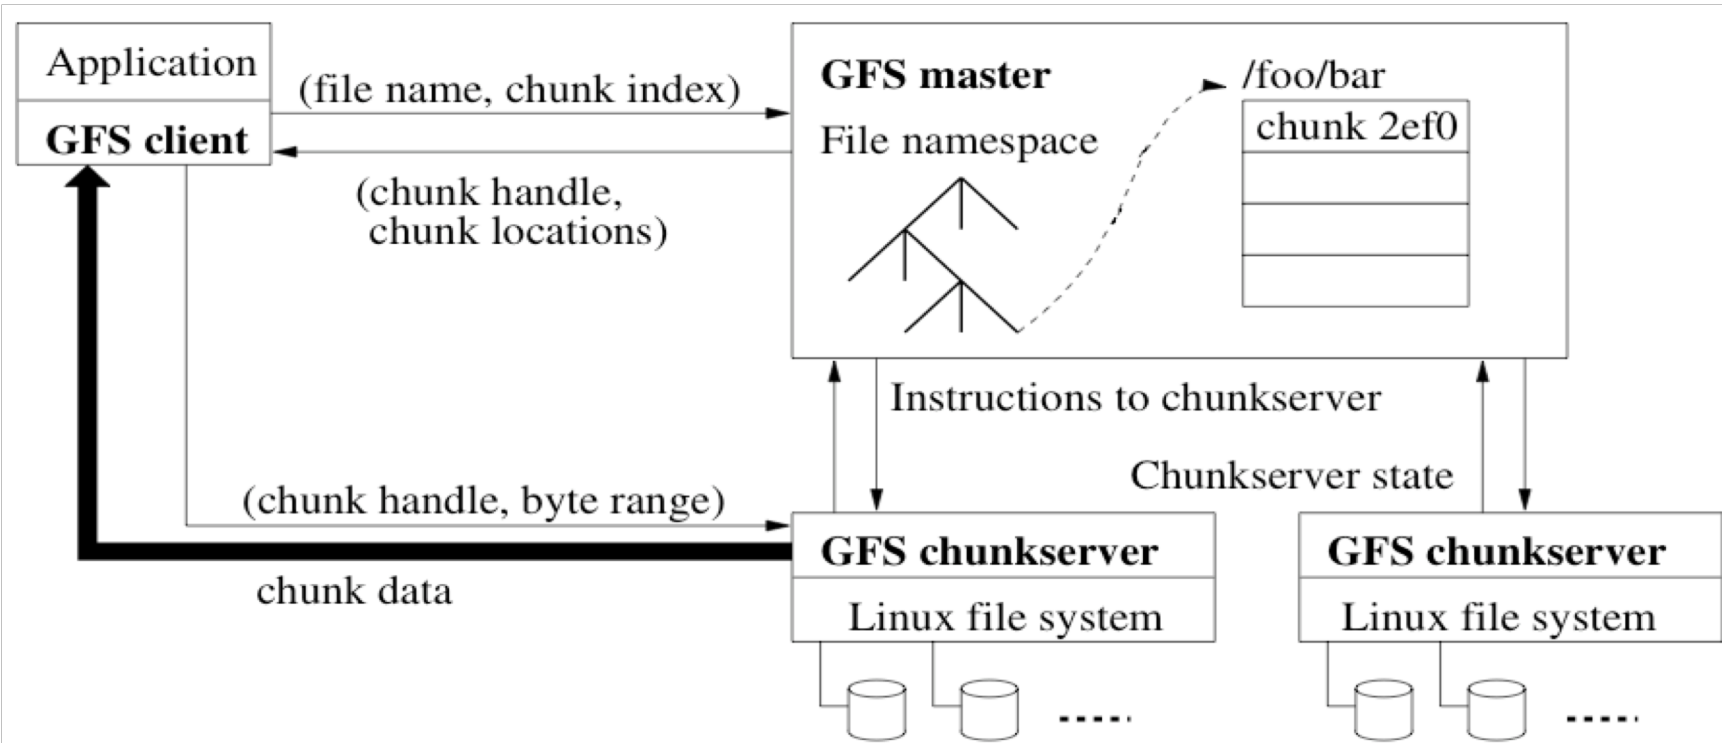 Application
GFS client
(file name, chunk index)
(chunk handle,
chunk locations)
GFS master
File namespace
/foo/bar
chunk 2ef0
Instructions to chunkserver
Chunkserver state
(chunk handle, byte range)
chunk data
GFS chunkserver
Linux file system
GFS chunkserver
Linux file system